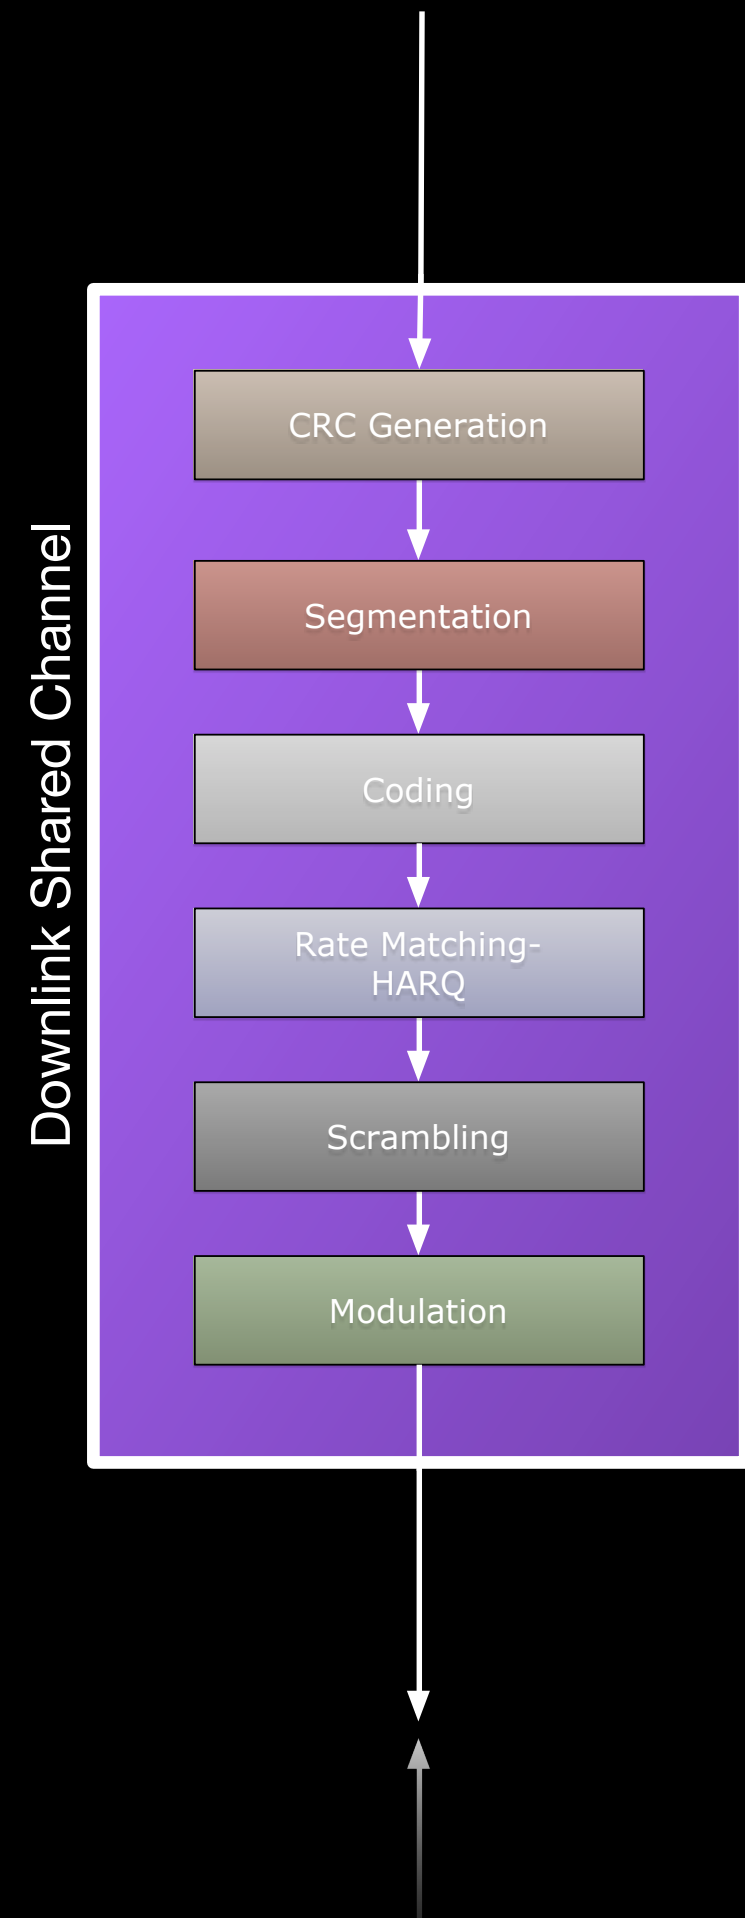 Downlink Shared Channel
CRC Generation
Segmentation
Coding
Rate Matching-
HARQ
Scrambling
Modulation